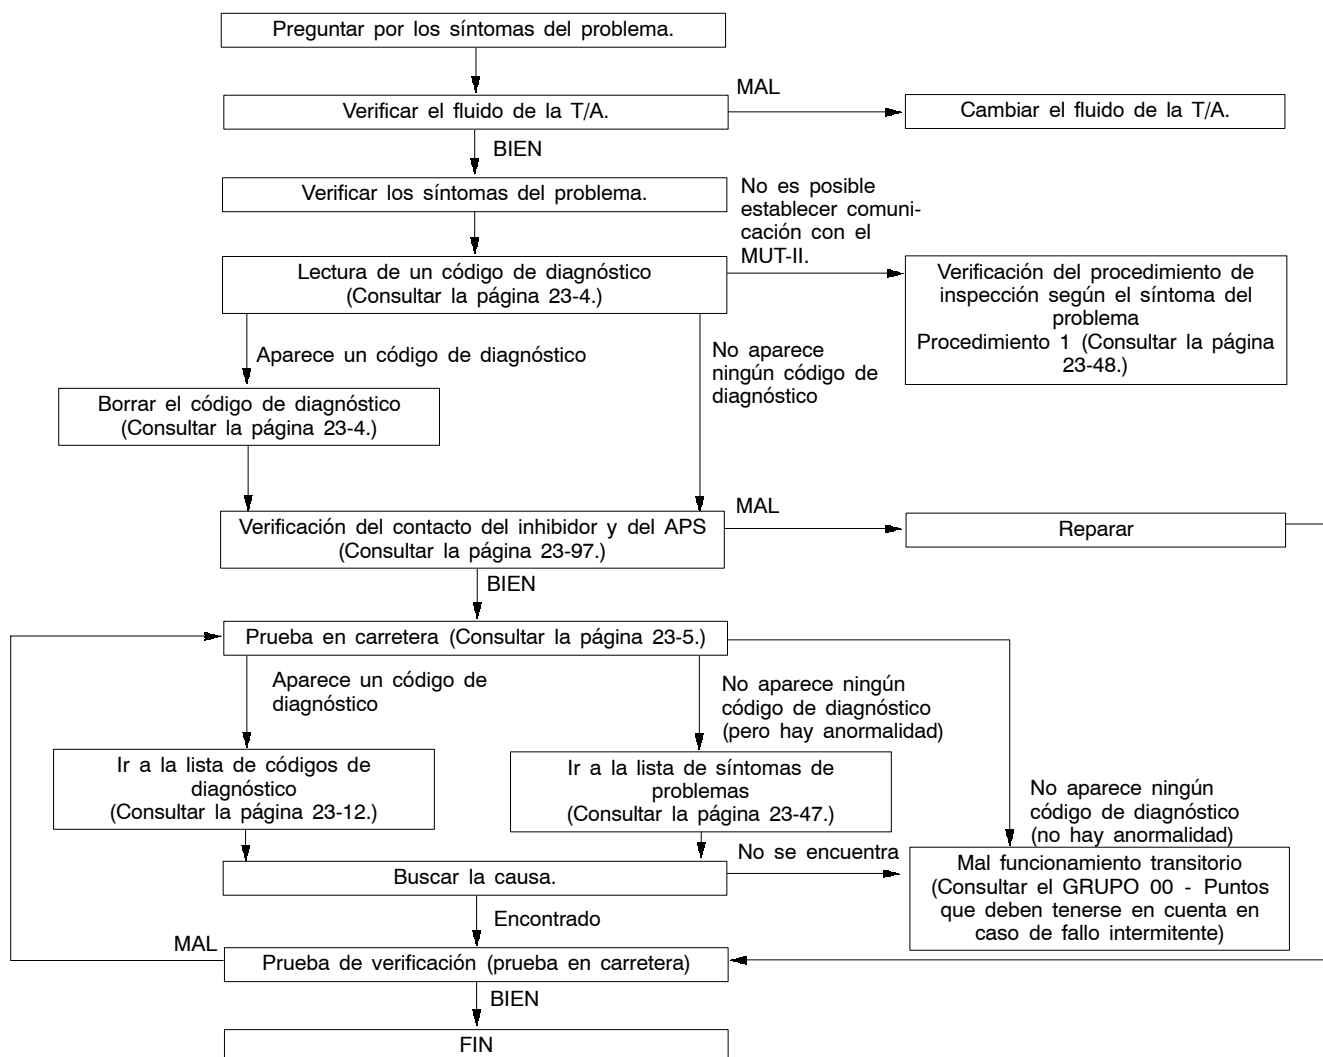 Preguntar por los síntomas del problema.
MAL
Verificar el fluido de la T/A.
Cambiar el fluido de la T/A.
BIEN
Verificar los síntomas del problema.
No es posible
establecer comuni-
cación con el
MUT-II.
Lectura de un código de diagnóstico
(Consultar la página 23-4.)
Verificación del procedimiento de
inspección según el síntoma del
problema
Procedimiento 1 (Consultar la página
23-48.)
Aparece un código de diagnóstico
No aparece
ningún código de
diagnóstico
Borrar el código de diagnóstico
(Consultar la página 23-4.)
Verificación del contacto del inhibidor y del APS
(Consultar la página 23-97.)
MAL
Reparar
BIEN
Prueba en carretera (Consultar la página 23-5.)
Aparece un código de
diagnóstico
No aparece ningún
código de diagnóstico
(pero hay anormalidad)
No aparece ningún
código de diagnóstico
(no hay anormalidad)
Ir a la lista de códigos de
diagnóstico
(Consultar la página 23-12.)
Ir a la lista de síntomas de
problemas
(Consultar la página 23-47.)
Buscar la causa.
No se encuentra
Mal funcionamiento transitorio
(Consultar el GRUPO 00 - Puntos
que deben tenerse en cuenta en
caso de fallo intermitente)
Encontrado
MAL
Prueba de verificación (prueba en carretera)
BIEN
FIN